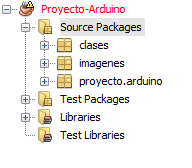 Proyecto-Arduino
Source Packages
clases
imagenes
proyecto.arduino
Test Packages
Libraries
Test Libraries